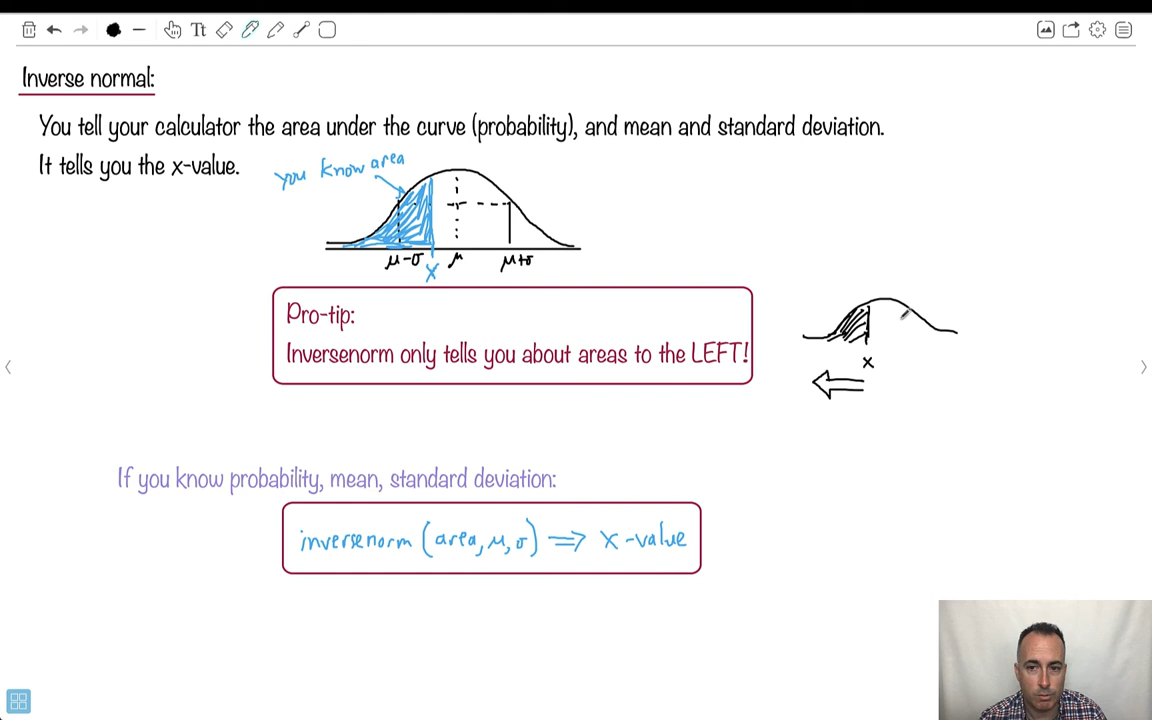 Tt
Inverse normal:
You tell your calculator the area under the curve (probability), and mean and standard deviation.
It tells you the x-value.
you know area
μ-σ
x
μ
μ+σ
Pro-tip:
Inversenorm only tells you about areas to the LEFT!
x
If you know probability, mean, standard deviation:
inversenorm (area, μ, σ) ⇒ x-value